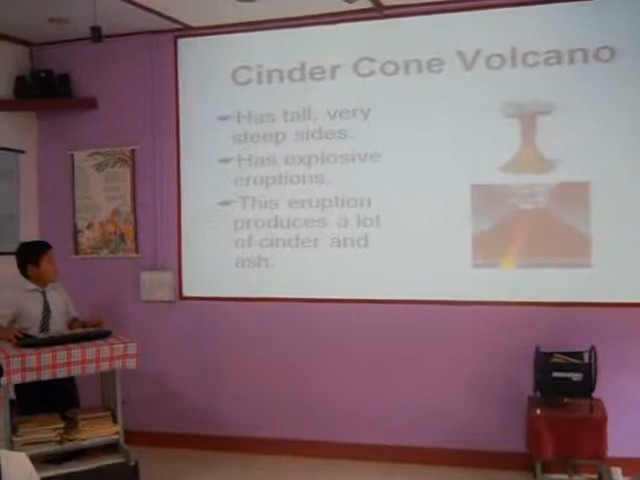 Cinder Cone Volcano
Has tall, very
steep sides.
Has explosive
eruptions.
This eruption
produces a lot
of cinder and
ash.